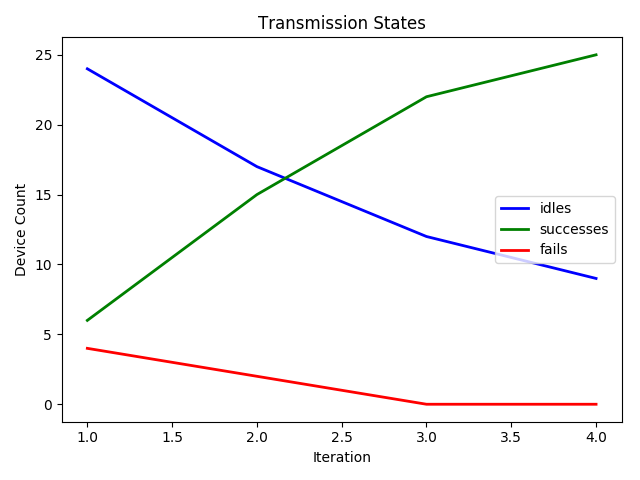 Transmission States
Device Count
25
20
15
10
5
0
idles
successes
fails
1.0 1.5 2.0 2.5 3.0 3.5 4.0
Iteration